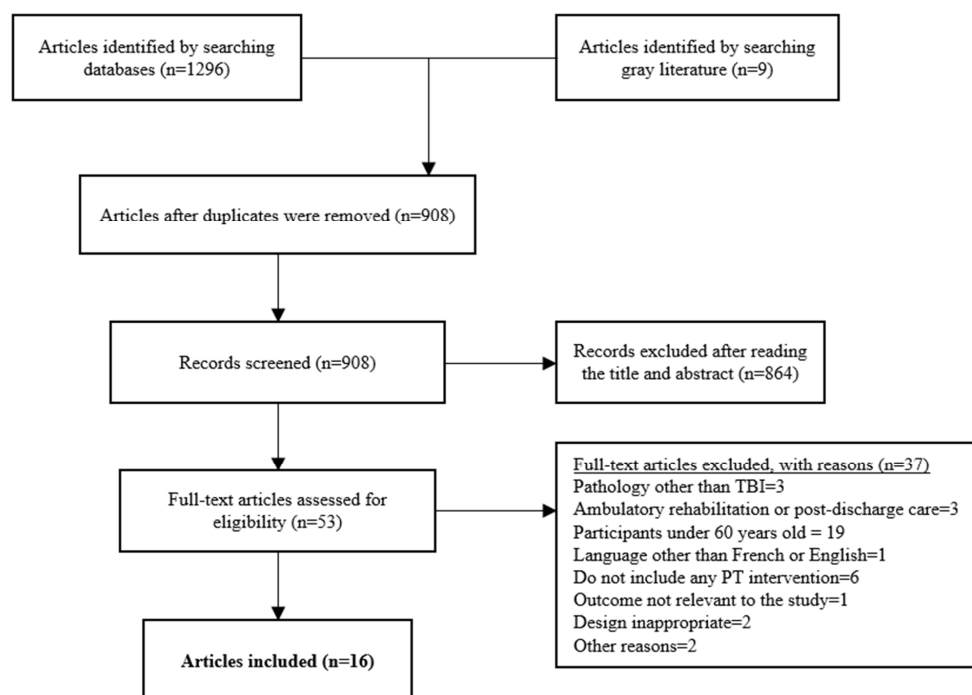 Articles identified by searching
databases (n=1296)
Articles identified by searching
gray literature (n=9)
Articles after duplicates were removed (n=908)
Records screened (n=908)
Records excluded after reading
the title and abstract (n=864)
Full-text articles assessed for
eligibility (n=53)
Full-text articles excluded, with reasons (n=37)
Pathology other than TBI=3
Ambulatory rehabilitation or post-discharge care=3
Participants under 60 years old = 19
Language other than French or English=1
Do not include any PT intervention=6
Outcome not relevant to the study=1
Design inappropriate=2
Other reasons=2
Articles included (n=16)